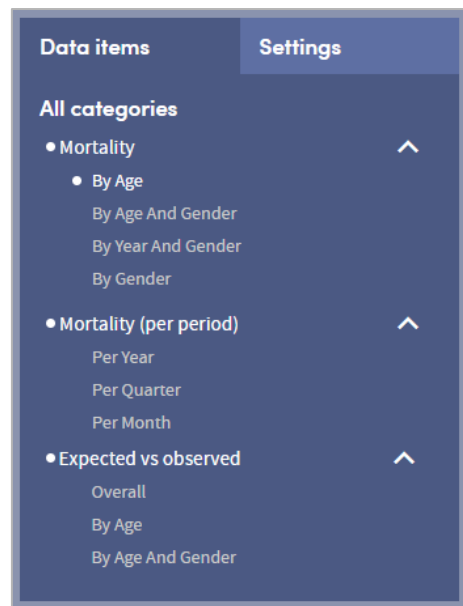 Data items Settings
All categories
Mortality
By Age
By Age And Gender
By Year And Gender
By Gender
Mortality (per period)
Per Year
Per Quarter
Per Month
Expected vs observed
Overall
By Age
By Age And Gender